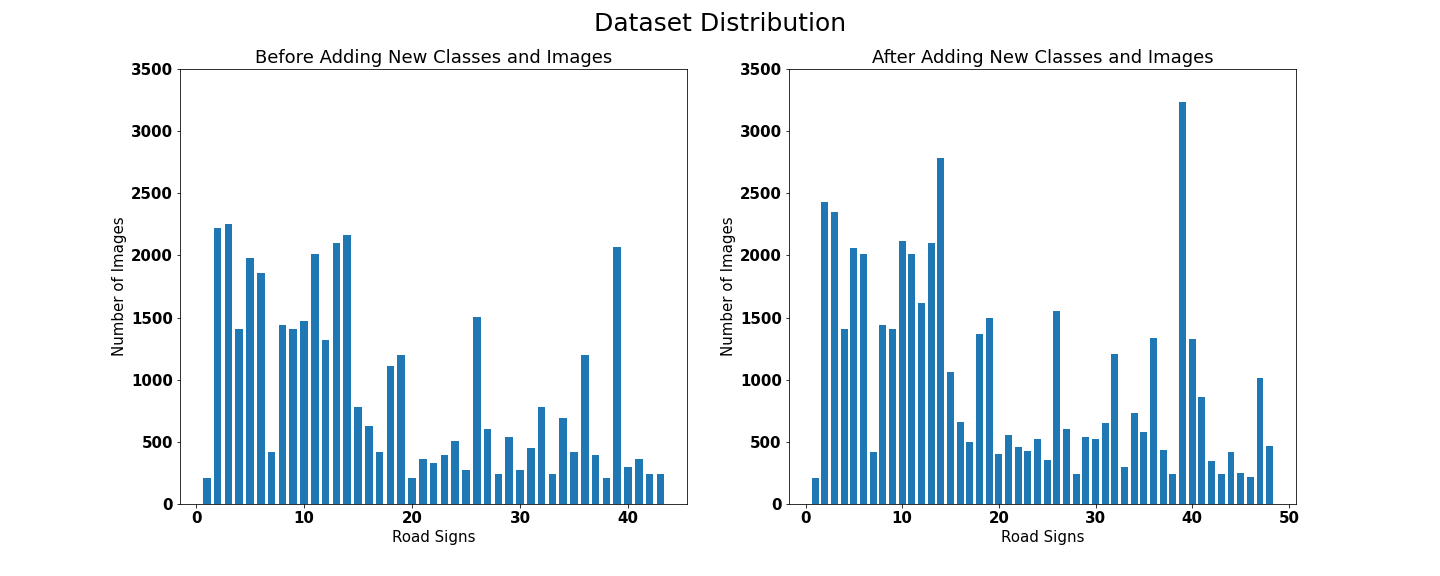 Dataset Distribution
Before Adding New Classes and Images
3500
3000
2500
2000
1500
1000
500
0
Number of Images
0 10 20 30 40
Road Signs
After Adding New Classes and Images
3500
3000
2500
2000
1500
1000
500
0
Number of Images
0 10 20 30 40 50
Road Signs